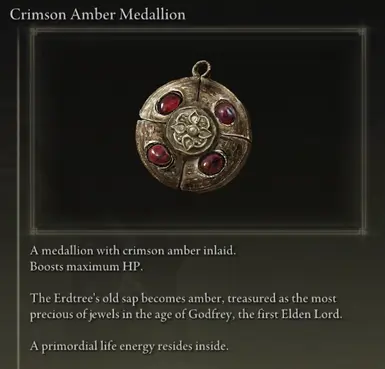 Crimson Amber Medallion
A medallion with crimson amber inlaid.
Boosts maximum HP.
The Erdtree's old sap becomes amber, treasured as the most
precious of jewels in the age of Godfrey, the first Elden Lord.
A primordial life energy resides inside.